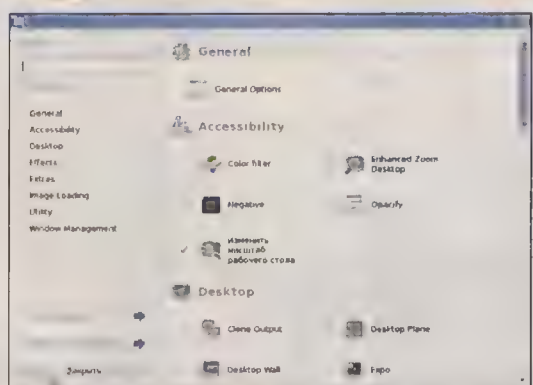 General
Accessibility
Desktop
Effects
Extras
Image Loading
Utility
Window Management
Закрыть
General
General Options
Accessibility
Color filter
Enhanced Zoom
Desktop
Negative
Opacify
Изменить
масштаб
рабочего стола
Desktop
Clone Output
Desktop Plane
Desktop Wall
Expo